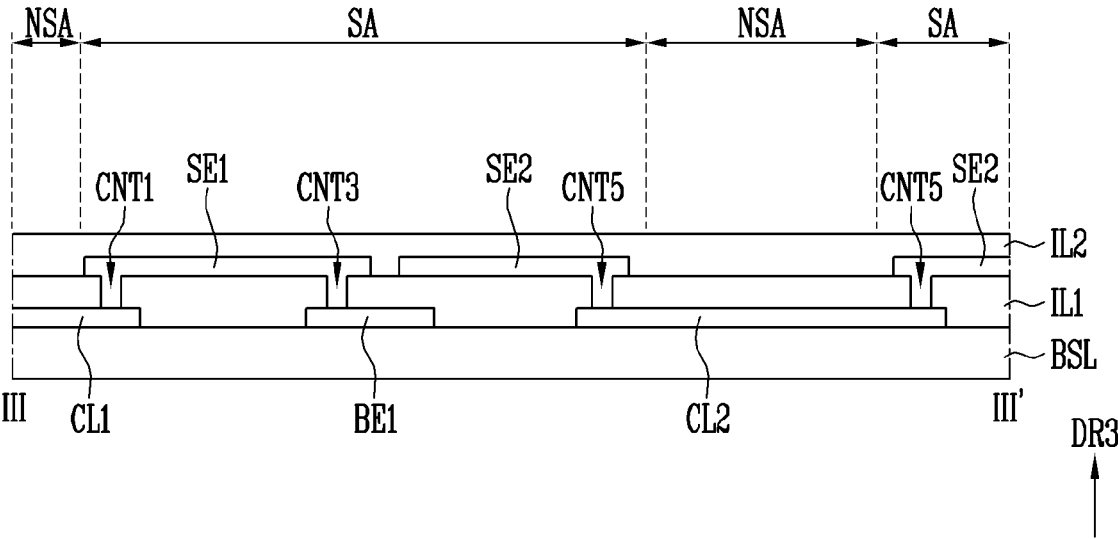 NSA SA NSA SA
CNT1 SE1 CNT3 SE2 CNT5 CNT5 SE2
IL2
IL1
BSL
III CL1 BE1 CL2 III'
DR3